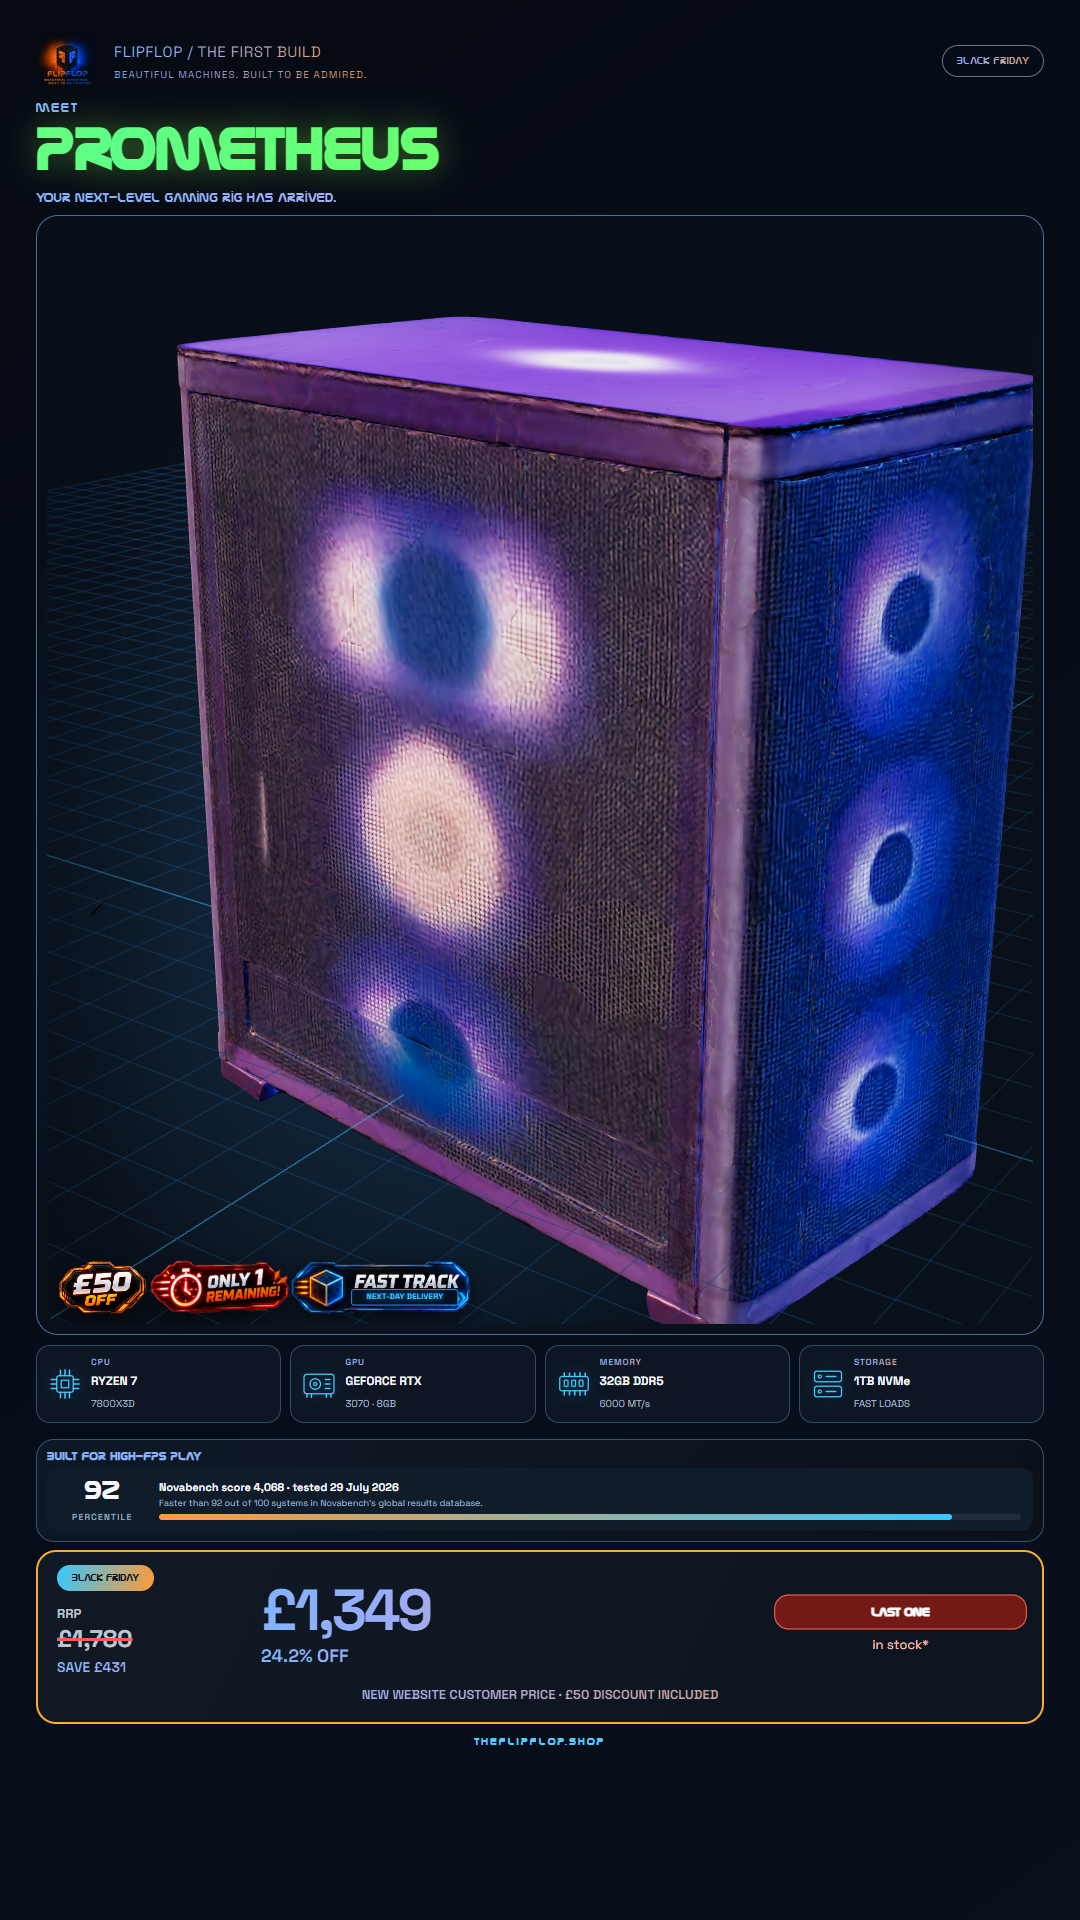 FLIPFLOP
FLIPFLOP / THE FIRST BUILD
BEAUTIFUL MACHINES. BUILT TO BE ADMIRED.
BLACK FRIDAY
MEET
PROMETHEUS
YOUR NEXT-LEVEL GAMING RIG HAS ARRIVED.
£50
OFF
ONLY 1
REMAINING!
FAST TRACK
NEXT-DAY DELIVERY
CPU
RYZEN 7
7800X3D
GPU
GEFORCE RTX
3070 · 8GB
MEMORY
32GB DDR5
6000 MT/s
STORAGE
1TB NVMe
FAST LOADS
BUILT FOR HIGH-FPS PLAY
92
PERCENTILE
Novabench score 4,068 · tested 29 July 2026
Faster than 92 out of 100 systems in Novabench's global results database.
BLACK FRIDAY
RRP
£1,780
SAVE £431
£1,349
24.2% OFF
LAST ONE
in stock*
NEW WEBSITE CUSTOMER PRICE · £50 DISCOUNT INCLUDED
THEFLIPFLOP.SHOP